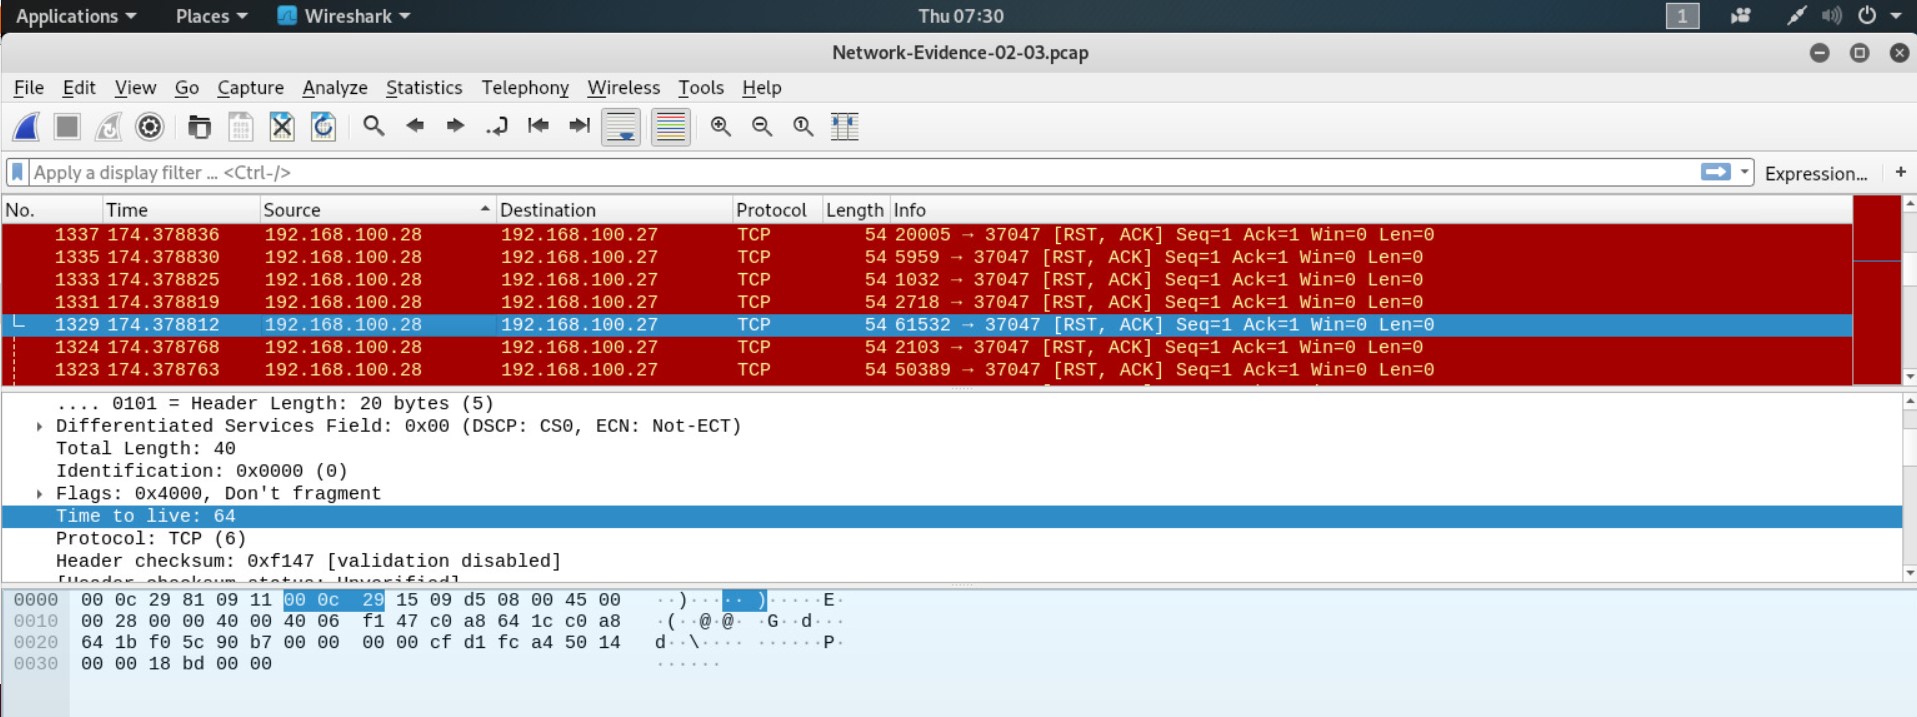 Applications Places Wireshark Thu 07:30 1
Network-Evidence-02-03.pcap
File Edit View Go Capture Analyze Statistics Telephony Wireless Tools Help
Apply a display filter ... <Ctrl-/> Expression... +
No. Time Source Destination Protocol Length Info
1337 174.378836 192.168.100.28 192.168.100.27 TCP 54 20005 → 37047 [RST, ACK] Seq=1 Ack=1 Win=0 Len=0
1335 174.378830 192.168.100.28 192.168.100.27 TCP 54 5959 → 37047 [RST, ACK] Seq=1 Ack=1 Win=0 Len=0
1333 174.378825 192.168.100.28 192.168.100.27 TCP 54 1032 → 37047 [RST, ACK] Seq=1 Ack=1 Win=0 Len=0
1331 174.378819 192.168.100.28 192.168.100.27 TCP 54 2718 → 37047 [RST, ACK] Seq=1 Ack=1 Win=0 Len=0
1329 174.378812 192.168.100.28 192.168.100.27 TCP 54 61532 → 37047 [RST, ACK] Seq=1 Ack=1 Win=0 Len=0
1324 174.378768 192.168.100.28 192.168.100.27 TCP 54 2103 → 37047 [RST, ACK] Seq=1 Ack=1 Win=0 Len=0
1323 174.378763 192.168.100.28 192.168.100.27 TCP 54 50389 → 37047 [RST, ACK] Seq=1 Ack=1 Win=0 Len=0
.... 0101 = Header Length: 20 bytes (5)
Differentiated Services Field: 0x00 (DSCP: CS0, ECN: Not-ECT)
Total Length: 40
Identification: 0x0000 (0)
Flags: 0x4000, Don't fragment
Time to live: 64
Protocol: TCP (6)
Header checksum: 0xf147 [validation disabled]
[Header checksum status: Unverified]
0000 00 0c 29 81 09 11 00 0c 29 15 09 d5 08 00 45 00 ··)····· )·····E·
0010 00 28 00 00 40 00 40 06 f1 47 c0 a8 64 1c c0 a8 ·(··@·@· ·G··d···
0020 64 1b f0 5c 90 b7 00 00 00 00 cf d1 fc a4 50 14 d··\···· ······P·
0030 00 00 18 bd 00 00 ······